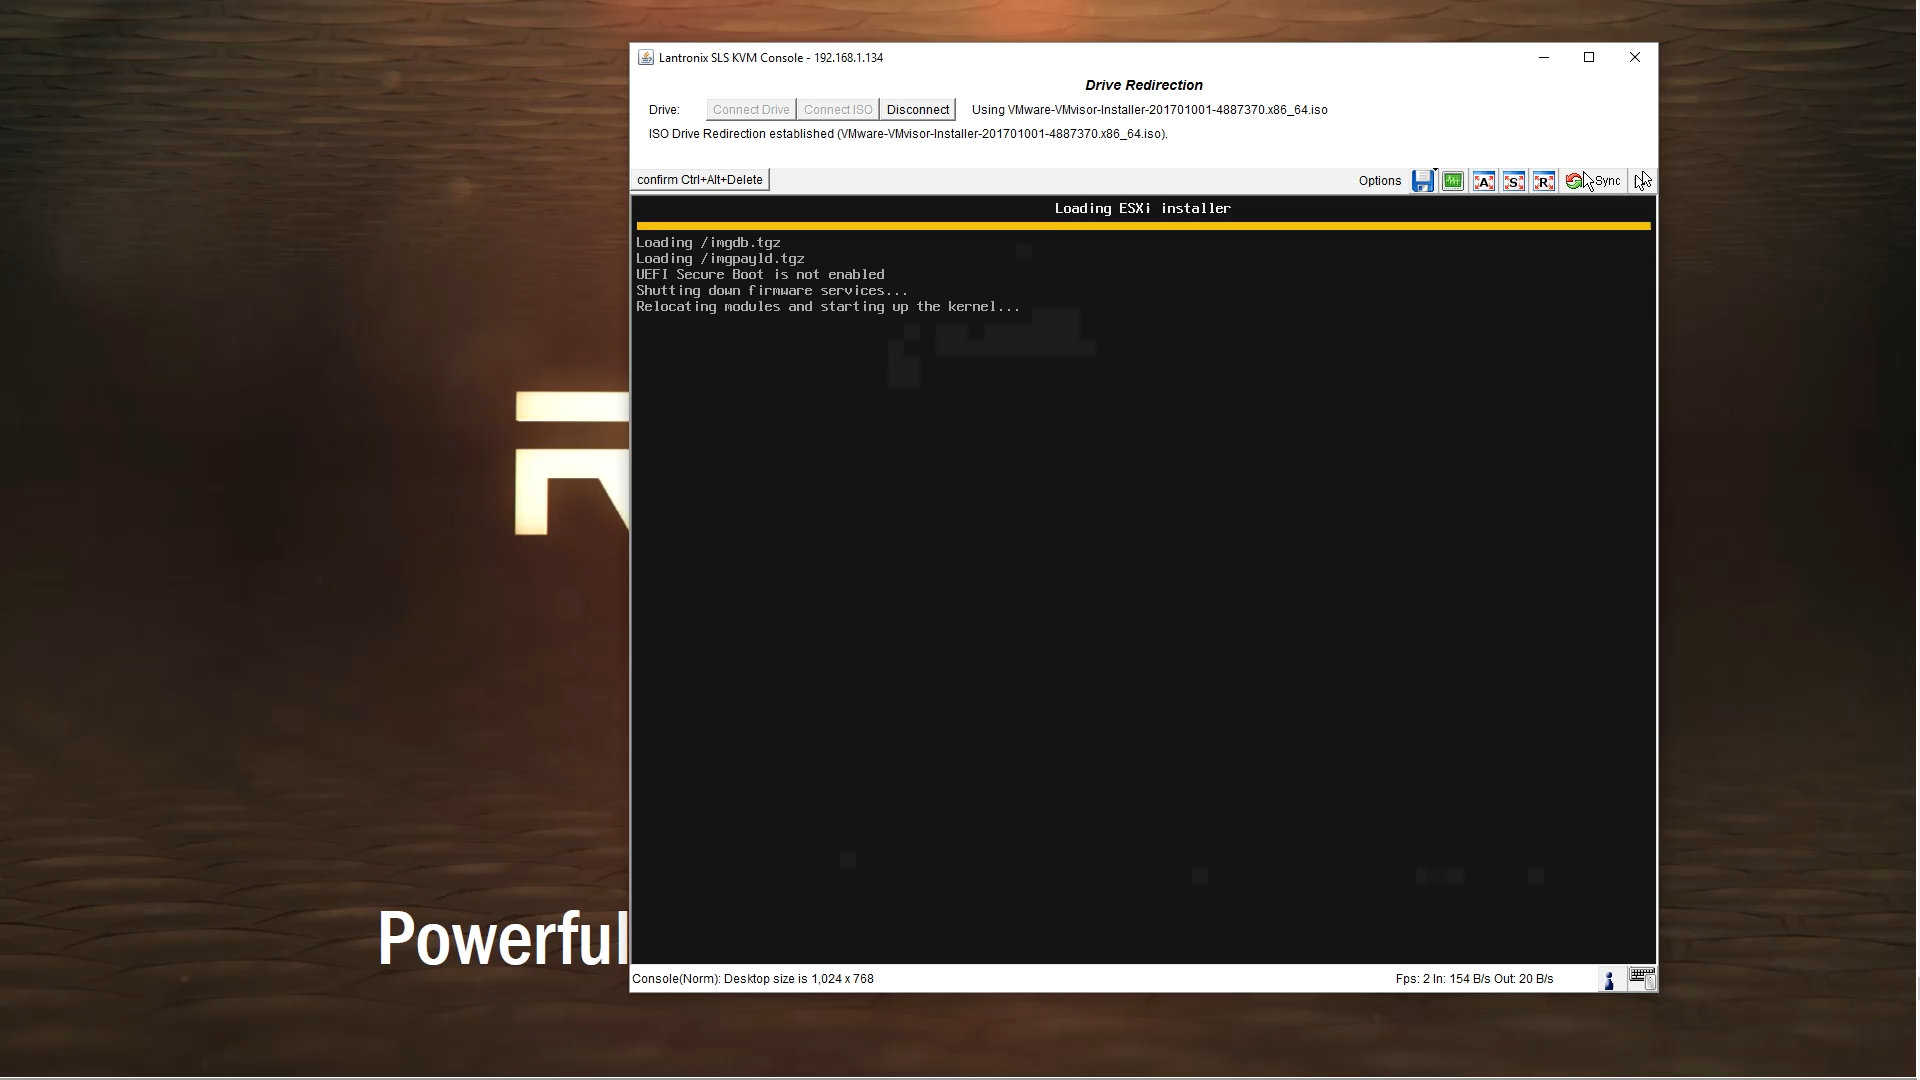 Lantronix SLS KVM Console - 192.168.1.134
Drive Redirection
Drive: Connect Drive Connect ISO Disconnect Using VMware-VMvisor-Installer-201701001-4887370.x86_64.iso
ISO Drive Redirection established (VMware-VMvisor-Installer-201701001-4887370.x86_64.iso).
confirm Ctrl+Alt+Delete Options A S R Sync
Loading ESXi installer
Loading /imgdb.tgz
Loading /imgpayld.tgz
UEFI Secure Boot is not enabled
Shutting down firmware services...
Relocating modules and starting up the kernel...
Powerful
Console(Norm): Desktop size is 1,024 x 768 Fps: 2 In: 154 B/s Out: 20 B/s